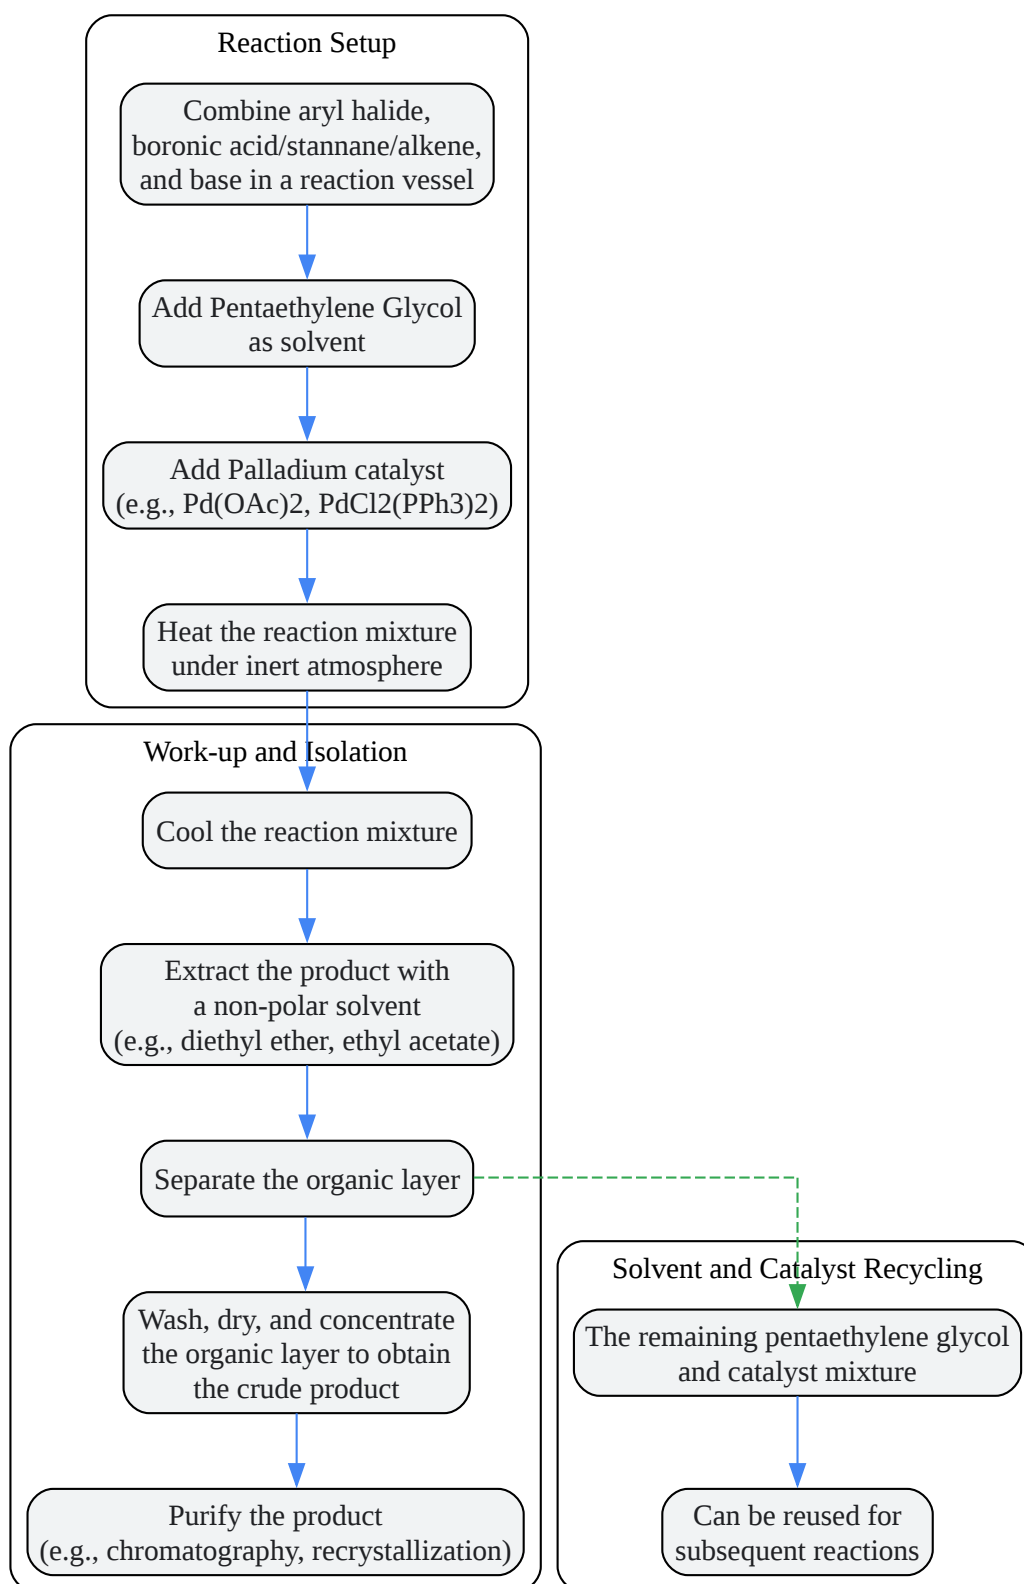 Reaction Setup
Combine aryl halide,
boronic acid/stannane/alkene,
and base in a reaction vessel
Add Pentaethylene Glycol
as solvent
Add Palladium catalyst
(e.g., Pd(OAc)2, PdCl2(PPh3)2)
Heat the reaction mixture
under inert atmosphere
Work-up and Isolation
Cool the reaction mixture
Extract the product with
a non-polar solvent
(e.g., diethyl ether, ethyl acetate)
Separate the organic layer
Wash, dry, and concentrate
the organic layer to obtain
the crude product
Purify the product
(e.g., chromatography, recrystallization)
Solvent and Catalyst Recycling
The remaining pentaethylene glycol
and catalyst mixture
Can be reused for
subsequent reactions